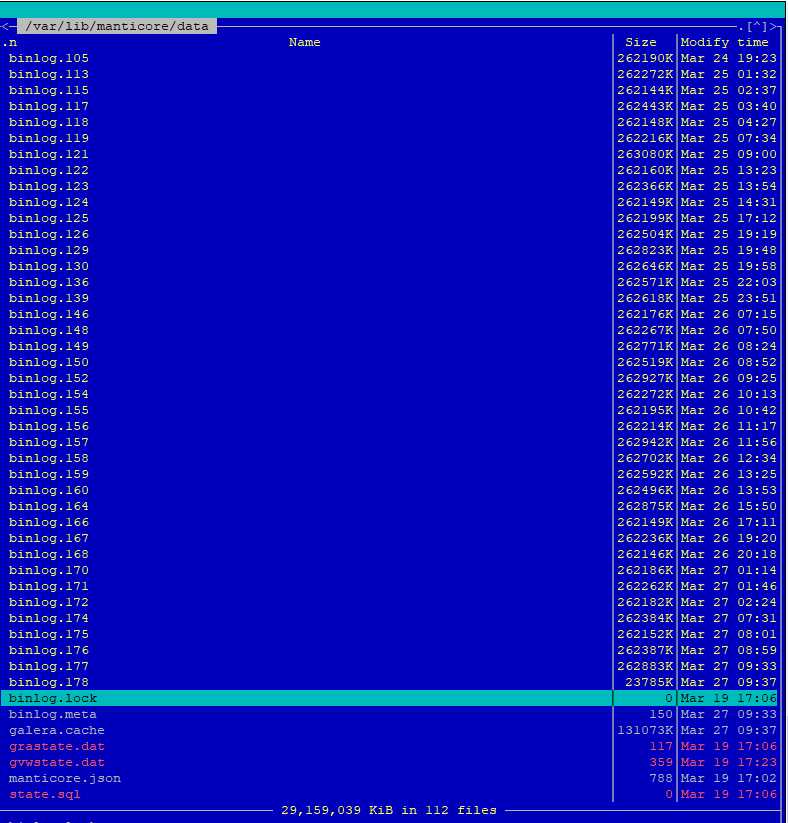 <- /var/lib/manticore/data .[^]>
.n Name Size Modify time
binlog.105 262190K Mar 24 19:23
binlog.113 262272K Mar 25 01:32
binlog.115 262144K Mar 25 02:37
binlog.117 262443K Mar 25 03:40
binlog.118 262148K Mar 25 04:27
binlog.119 262216K Mar 25 07:34
binlog.121 263080K Mar 25 09:00
binlog.122 262160K Mar 25 13:23
binlog.123 262366K Mar 25 13:54
binlog.124 262149K Mar 25 14:31
binlog.125 262199K Mar 25 17:12
binlog.126 262504K Mar 25 19:19
binlog.129 262823K Mar 25 19:48
binlog.130 262646K Mar 25 19:58
binlog.136 262571K Mar 25 22:03
binlog.139 262618K Mar 25 23:51
binlog.146 262176K Mar 26 07:15
binlog.148 262267K Mar 26 07:50
binlog.149 262771K Mar 26 08:24
binlog.150 262519K Mar 26 08:52
binlog.152 262927K Mar 26 09:25
binlog.154 262272K Mar 26 10:13
binlog.155 262195K Mar 26 10:42
binlog.156 262214K Mar 26 11:17
binlog.157 262942K Mar 26 11:56
binlog.158 262702K Mar 26 12:34
binlog.159 262592K Mar 26 13:25
binlog.160 262496K Mar 26 13:53
binlog.164 262875K Mar 26 15:50
binlog.166 262149K Mar 26 17:11
binlog.167 262236K Mar 26 19:20
binlog.168 262146K Mar 26 20:18
binlog.170 262186K Mar 27 01:14
binlog.171 262262K Mar 27 01:46
binlog.172 262182K Mar 27 02:24
binlog.174 262384K Mar 27 07:31
binlog.175 262152K Mar 27 08:01
binlog.176 262387K Mar 27 08:59
binlog.177 262883K Mar 27 09:33
binlog.178 23785K Mar 27 09:37
binlog.lock 0 Mar 19 17:06
binlog.meta 150 Mar 27 09:33
galera.cache 131073K Mar 27 09:37
grastate.dat 117 Mar 19 17:06
gvwstate.dat 359 Mar 19 17:23
manticore.json 788 Mar 19 17:02
state.sql 0 Mar 19 17:06
29,159,039 KiB in 112 files